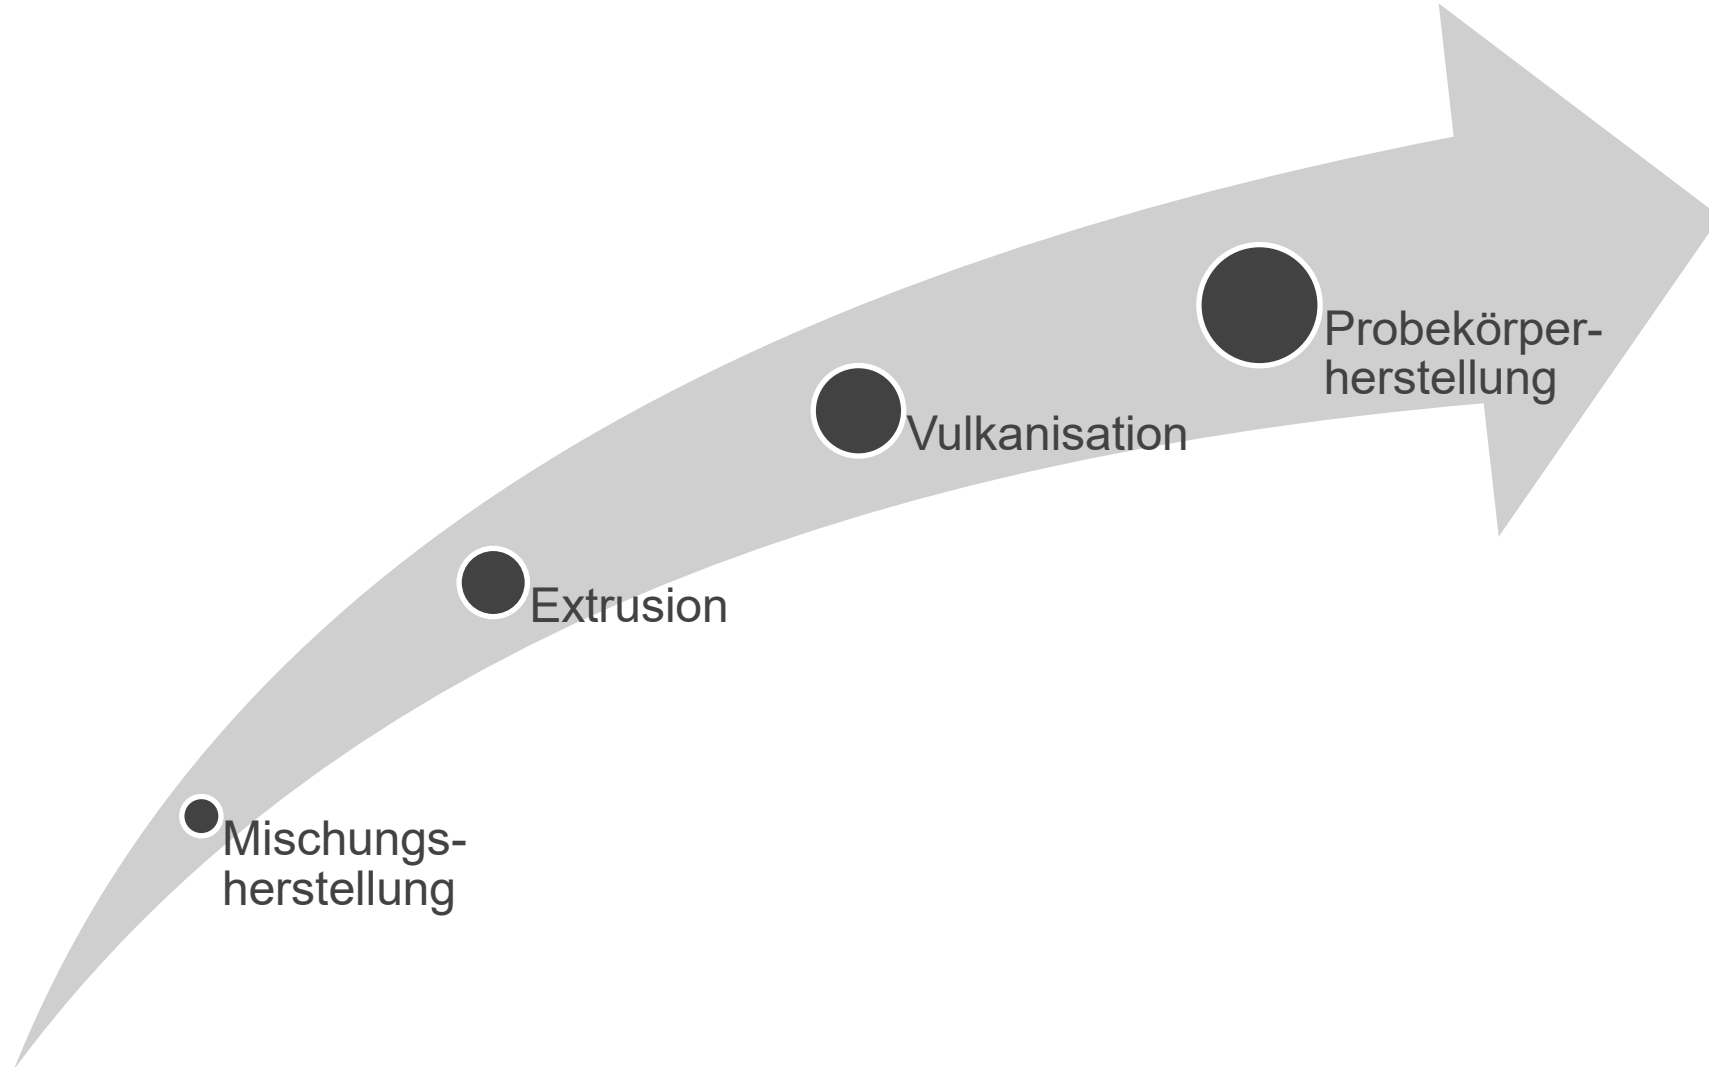 Probekörper-
herstellung
Vulkanisation
Extrusion
Mischungs-
herstellung